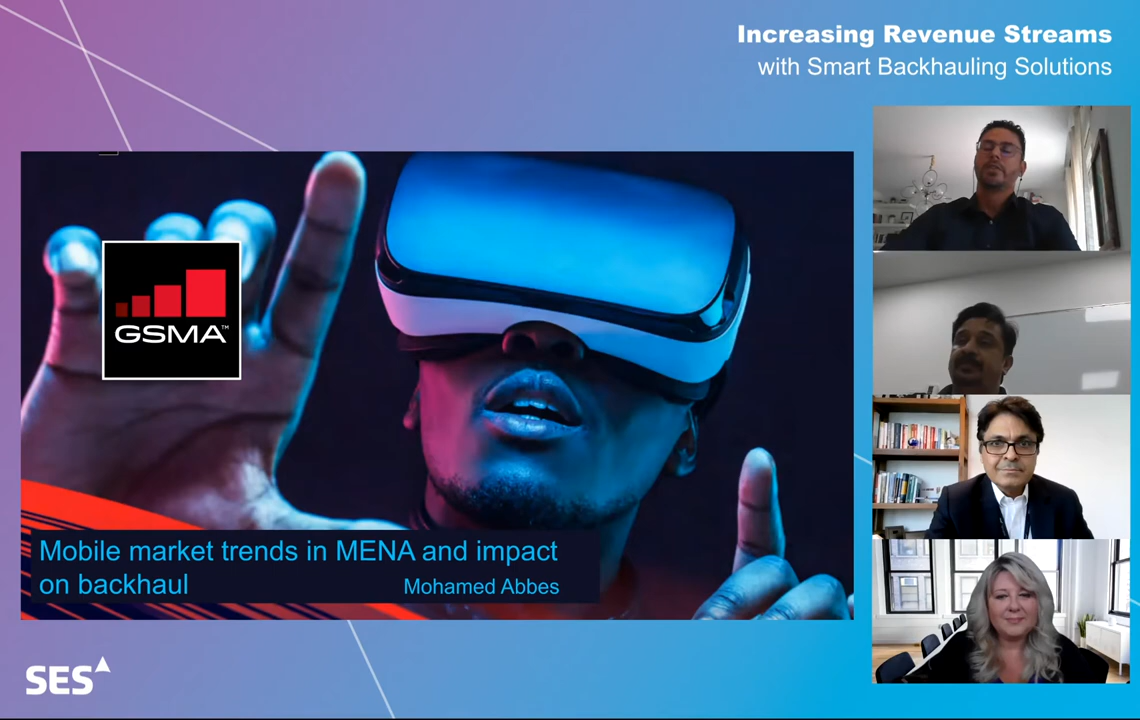 Increasing Revenue Streams
with Smart Backhauling Solutions
GSMA™
Mobile market trends in MENA and impact
on backhaul
Mohamed Abbes
SES